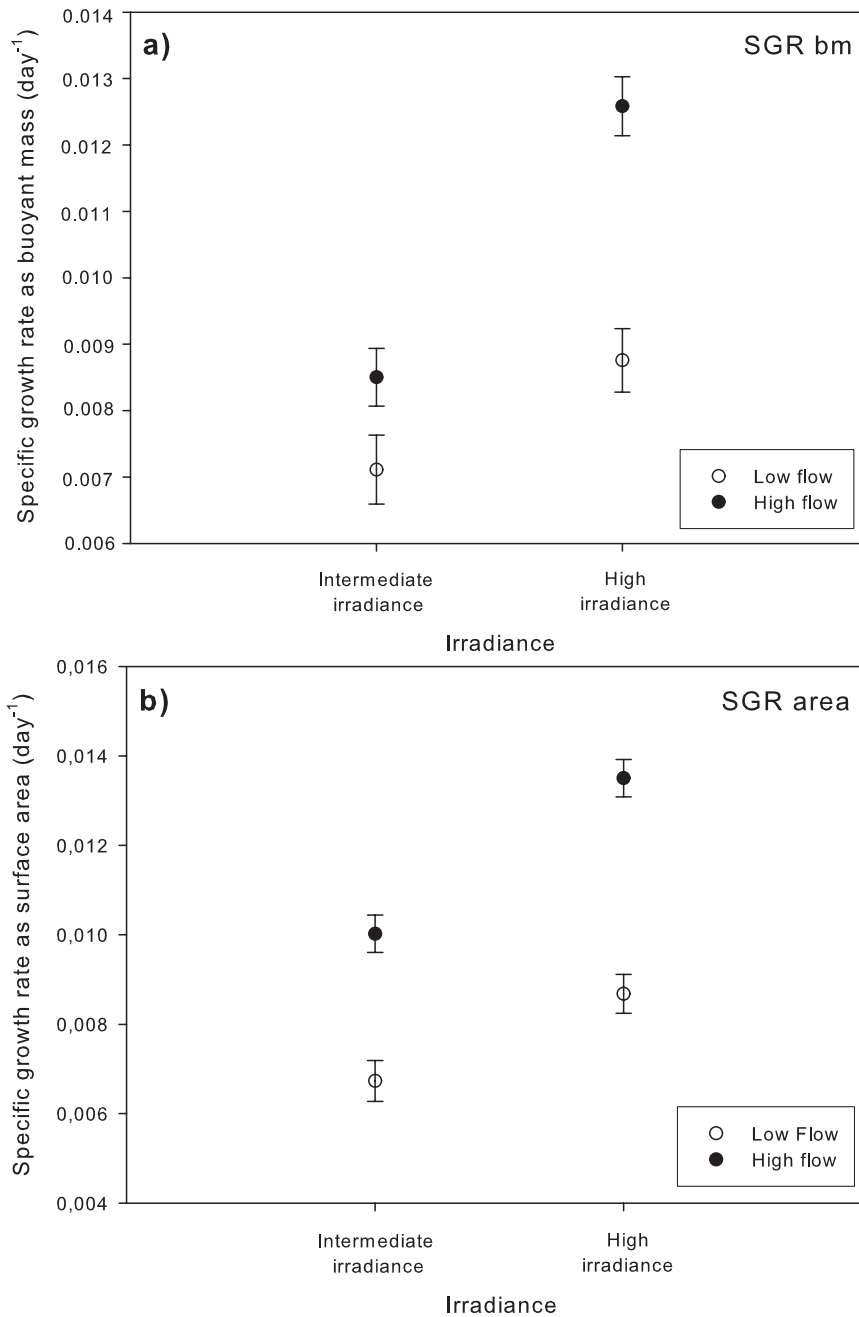 a)
SGR bm
Specific growth rate as buoyant mass (day⁻¹)
0.014
0.013
0.012
0.011
0.010
0.009
0.008
0.007
0.006
Low flow
High flow
Intermediate
irradiance
High
irradiance
Irradiance
b)
SGR area
Specific growth rate as surface area (day⁻¹)
0,016
0,014
0,012
0,010
0,008
0,006
0,004
Low Flow
High flow
Intermediate
irradiance
High
irradiance
Irradiance